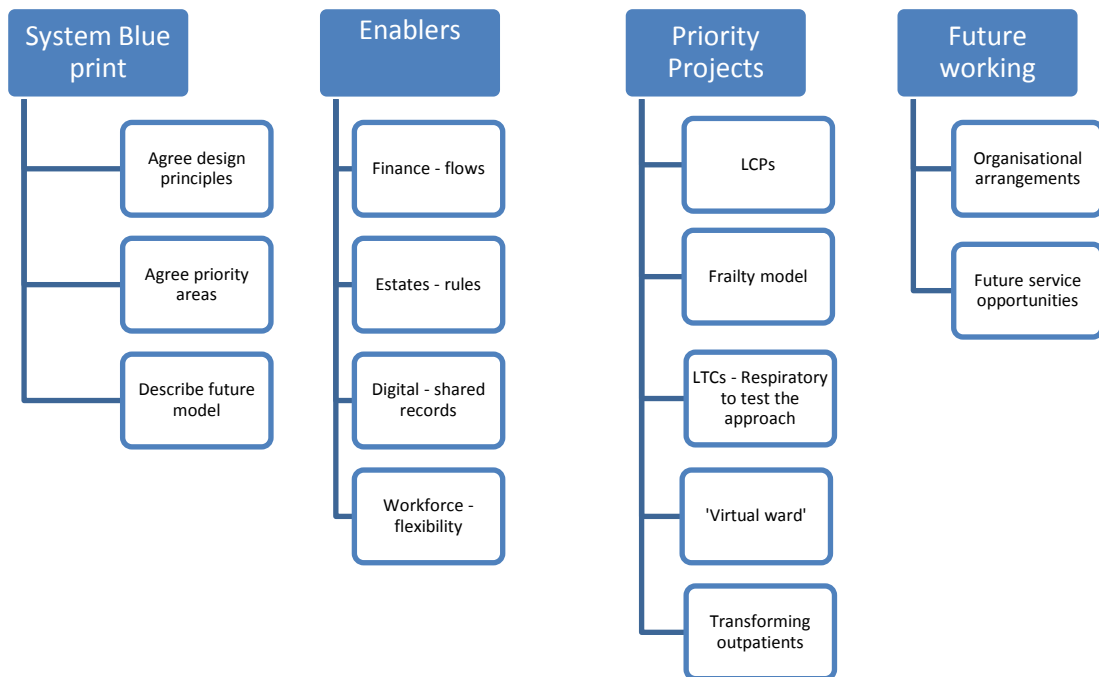 System Blue
print
Agree design
principles
Agree priority
areas
Describe future
model
Enablers
Finance - flows
Estates - rules
Digital - shared
records
Workforce -
flexibility
Priority
Projects
LCPs
Frailty model
LTCs - Respiratory
to test the
approach
'Virtual ward'
Transforming
outpatients
Future
working
Organisational
arrangements
Future service
opportunities